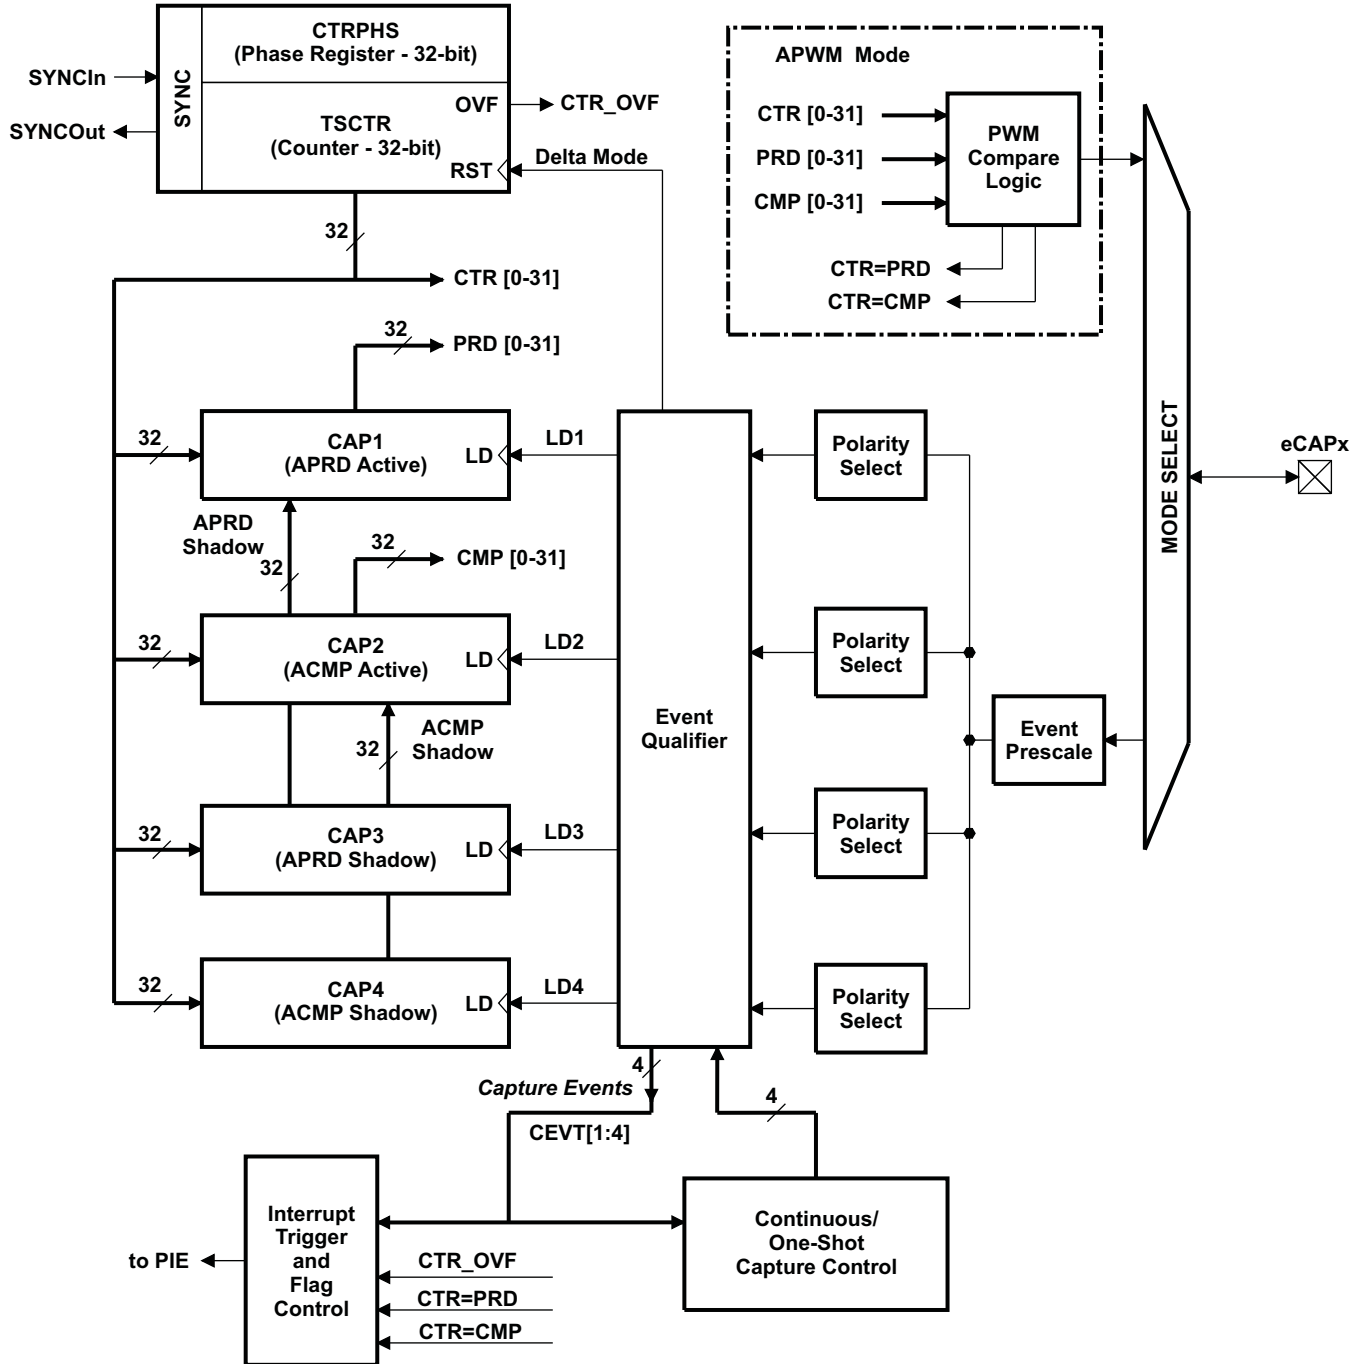 CTRPHS
(Phase Register - 32-bit)
APWM Mode
SYNCIn
SYNC
OVF
CTR_OVF
SYNCOut
TSCTR
(Counter - 32-bit)
Delta Mode
RST
CTR [0-31]
PRD [0-31]
CMP [0-31]
PWM
Compare
Logic
CTR=PRD
CTR=CMP
32
CTR [0-31]
32
PRD [0-31]
32
CAP1
(APRD Active)
LD
LD1
Polarity
Select
MODE SELECT
eCAPx
APRD
Shadow
32
32
CMP [0-31]
32
CAP2
(ACMP Active)
LD
LD2
Polarity
Select
Event
Qualifier
Event
Prescale
ACMP
Shadow
32
32
CAP3
(APRD Shadow)
LD
LD3
Polarity
Select
32
CAP4
(ACMP Shadow)
LD
LD4
Polarity
Select
4
Capture Events
CEVT[1:4]
4
Interrupt
Trigger
and
Flag
Control
to PIE
CTR_OVF
CTR=PRD
CTR=CMP
Continuous/
One-Shot
Capture Control